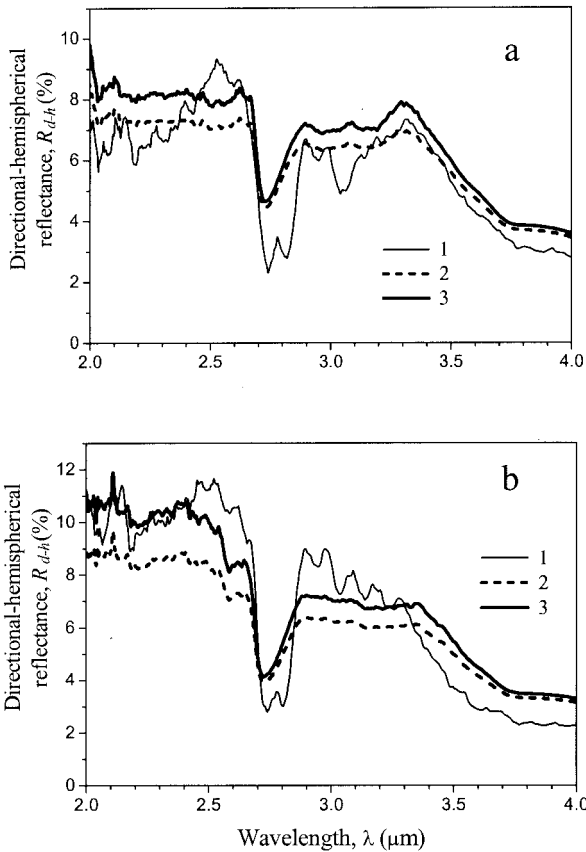 a
10
8
6
4
2
0
Directional-hemispherical
reflectance, R d-h (%)
1
2
3
2.0 2.5 3.0 3.5 4.0
b
12
10
8
6
4
2
0
Directional-hemispherical
reflectance, R d-h (%)
1
2
3
2.0 2.5 3.0 3.5 4.0
Wavelength, λ (μm)